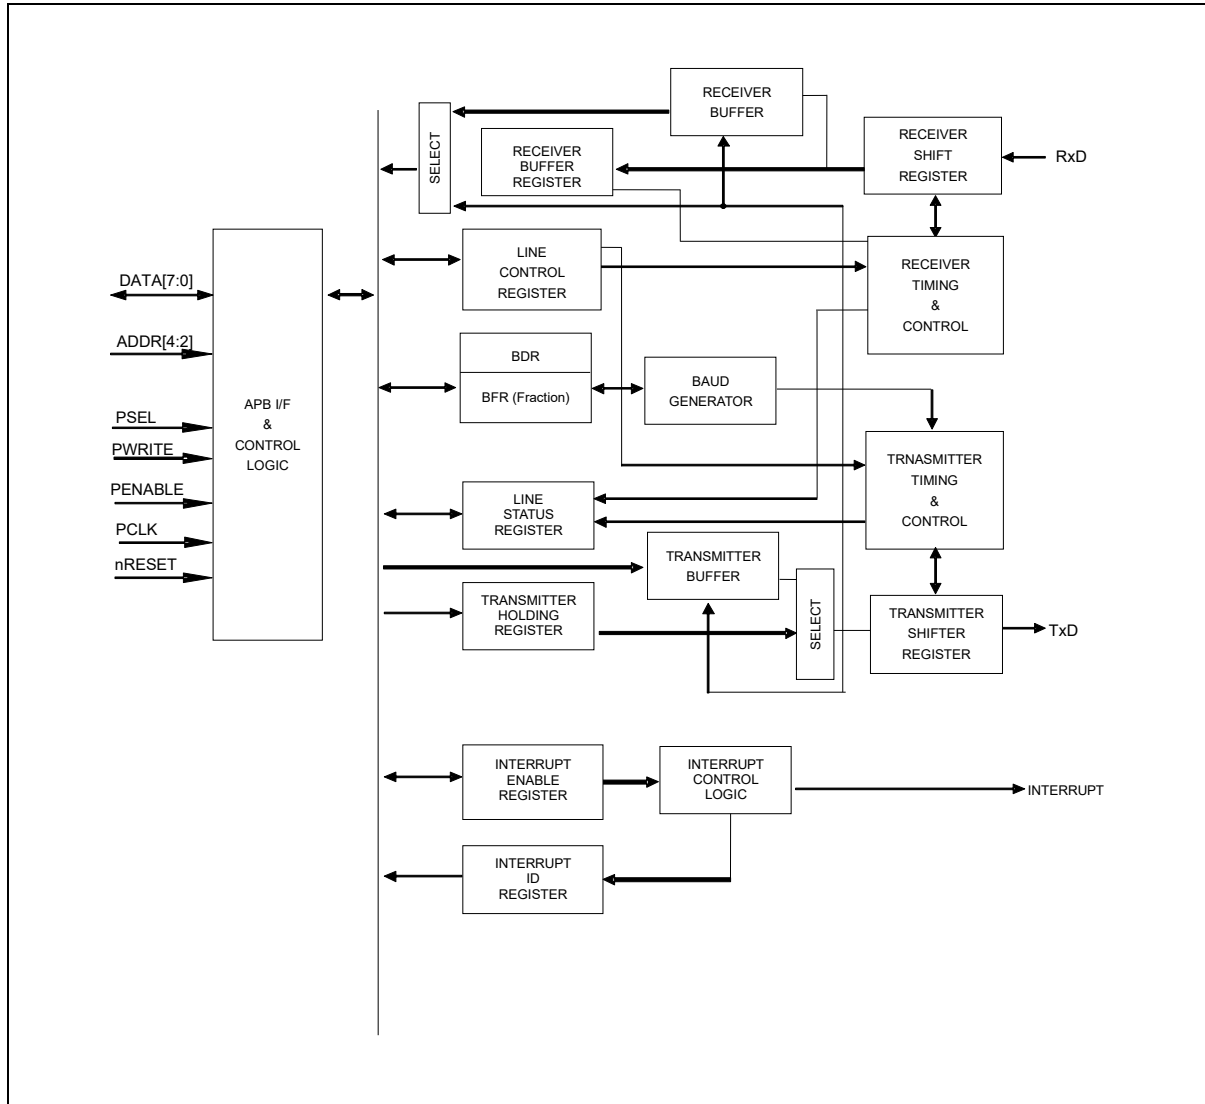 RECEIVER
BUFFER
SELECT
RECEIVER
BUFFER
REGISTER
RECEIVER
SHIFT
REGISTER
RxD
LINE
CONTROL
REGISTER
RECEIVER
TIMING
&
CONTROL
DATA[7:0]
ADDR[4:2]
PSEL
PWRITE
PENABLE
PCLK
nRESET
APB I/F
&
CONTROL
LOGIC
BDR
BFR (Fraction)
BAUD
GENERATOR
TRNASMITTER
TIMING
&
CONTROL
LINE
STATUS
REGISTER
TRANSMITTER
BUFFER
TRANSMITTER
HOLDING
REGISTER
SELECT
TRANSMITTER
SHIFTER
REGISTER
TxD
INTERRUPT
ENABLE
REGISTER
INTERRUPT
CONTROL
LOGIC
INTERRUPT
INTERRUPT
ID
REGISTER